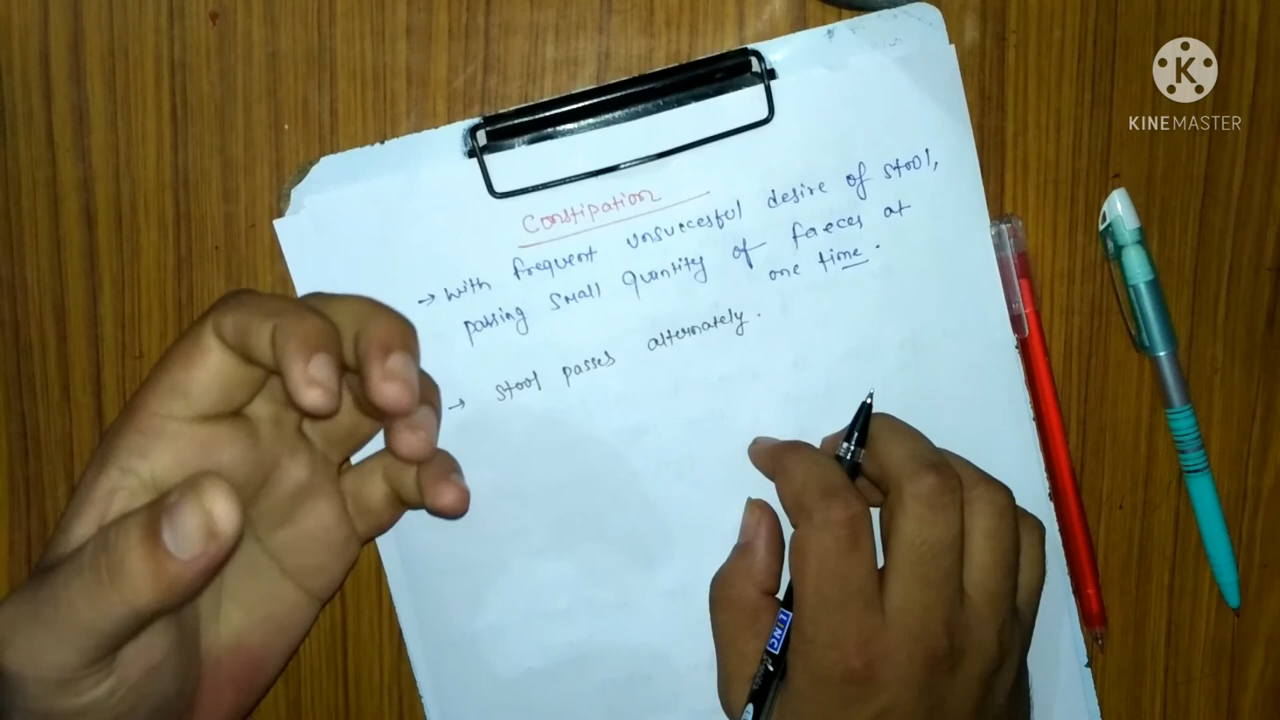 Constipation
→ With frequent unsuccesful desire of stool,
passing small quantity of faeces at
one time.
→ stool passes alternately.
LINC
KINEMASTER